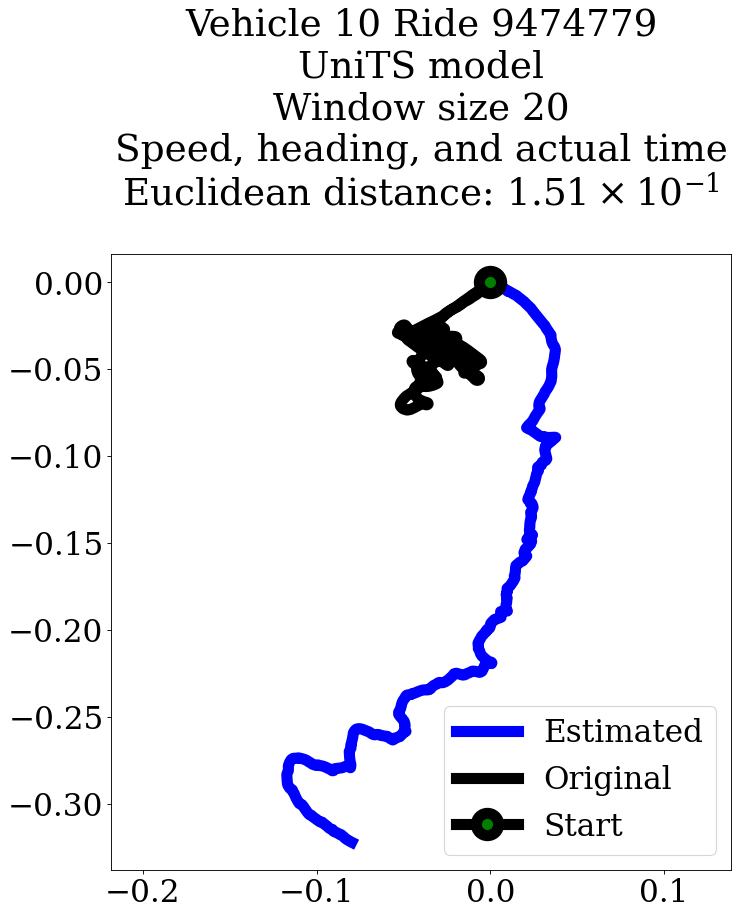 Vehicle 10 Ride 9474779
UniTS model
Window size 20
Speed, heading, and actual time
Euclidean distance: 1.51 × 10⁻¹
0.00
−0.05
−0.10
−0.15
−0.20
−0.25
−0.30
Estimated
Original
Start
−0.2 −0.1 0.0 0.1